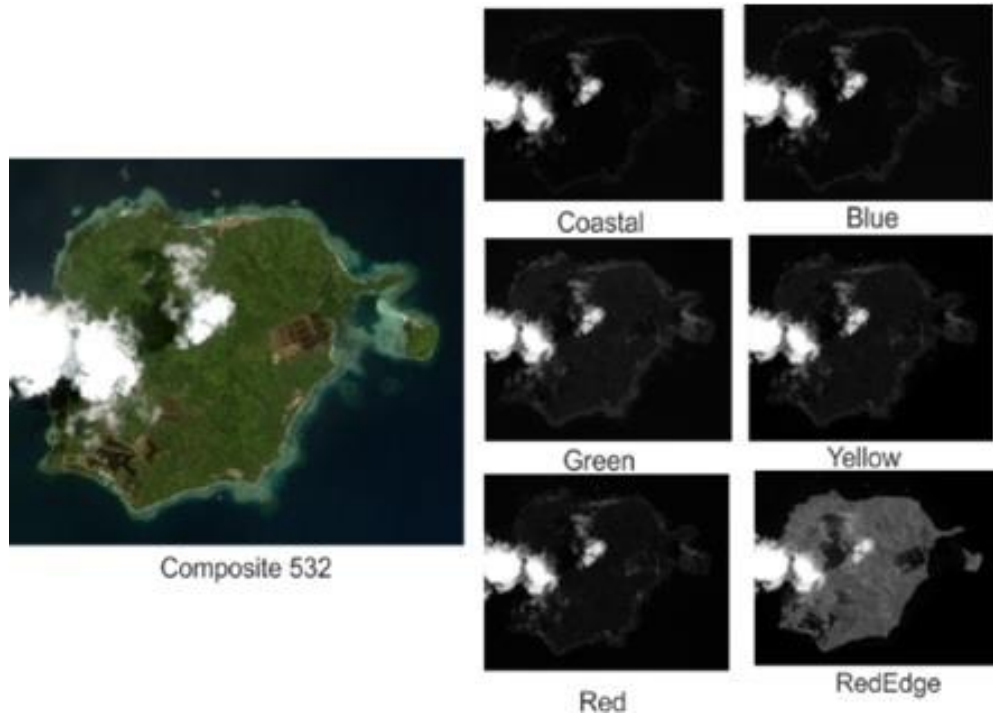 Coastal
Blue
Green
Yellow
Composite 532
Red
RedEdge